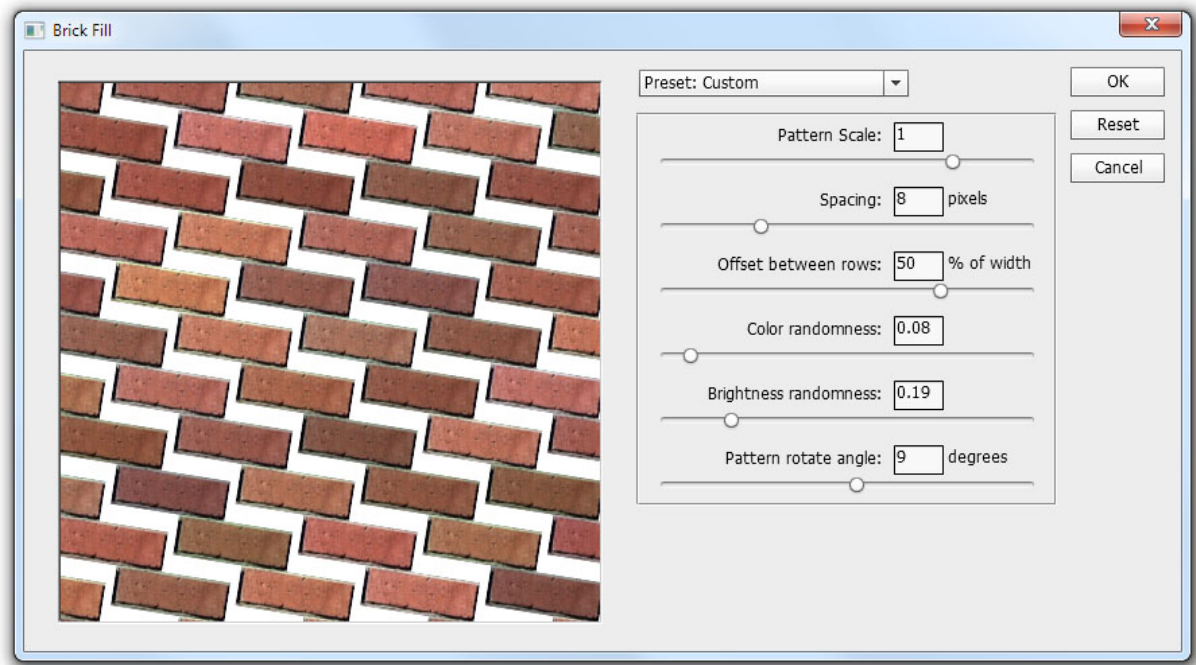 Brick Fill
Preset: Custom
OK
Reset
Cancel
Pattern Scale: 1
Spacing: 8 pixels
Offset between rows: 50 % of width
Color randomness: 0.08
Brightness randomness: 0.19
Pattern rotate angle: 9 degrees